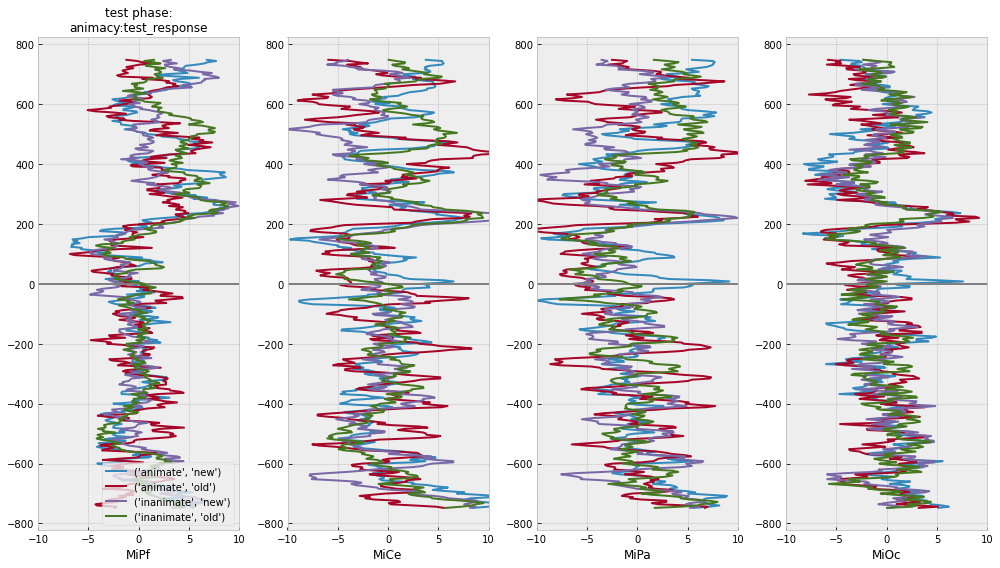 test phase:
animacy:test_response
800
600
400
200
0
−200
−400
−600
−800
('animate', 'new')
('animate', 'old')
('inanimate', 'new')
('inanimate', 'old')
−10 −5 0 5 10
MiPf
800
600
400
200
0
−200
−400
−600
−800
−10 −5 0 5 10
MiCe
800
600
400
200
0
−200
−400
−600
−800
−10 −5 0 5 10
MiPa
800
600
400
200
0
−200
−400
−600
−800
−10 −5 0 5 10
MiOc